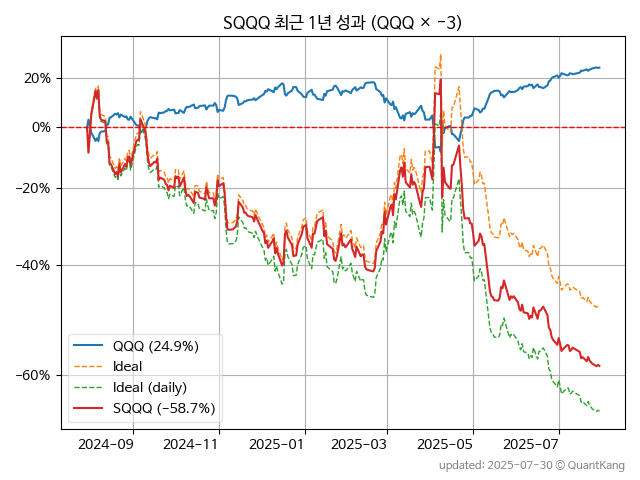 SQQQ 최근 1년 성과 (QQQ × −3)
20%
0%
−20%
−40%
−60%
QQQ (24.9%)
Ideal
Ideal (daily)
SQQQ (−58.7%)
2024−09
2024−11
2025−01
2025−03
2025−05
2025−07
updated: 2025-07-30 © QuantKang